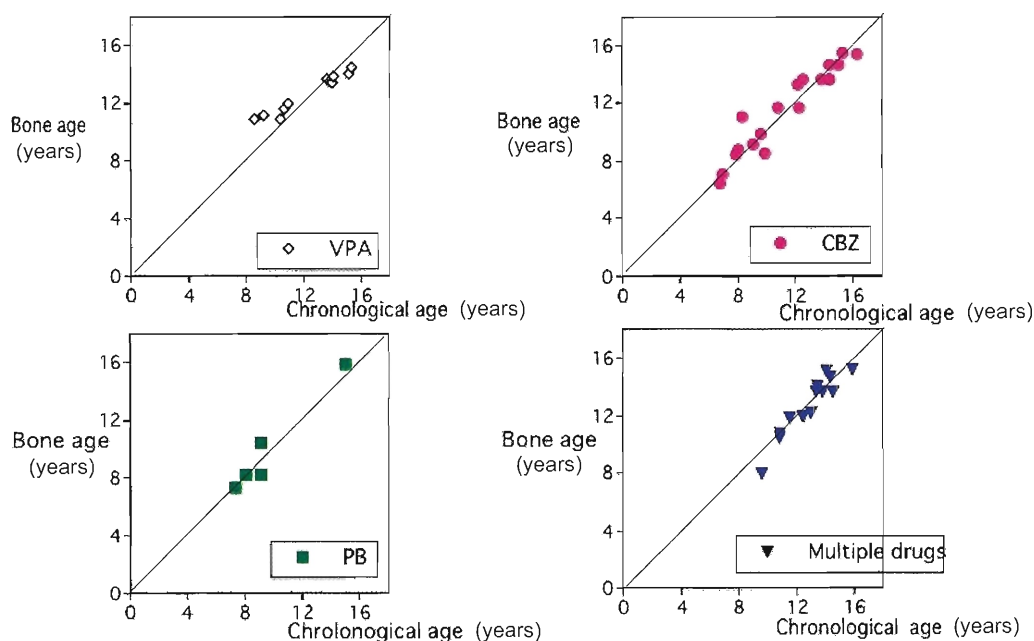 16
12
Bone age
(years)
8
4
VPA
0
0 4 8 12 16
Chronological age (years)
16
12
Bone age
(years)
8
4
CBZ
0
0 4 8 12 16
Chronological age (years)
16
12
Bone age
(years)
8
4
PB
0
0 4 8 12 16
Chrolonogical age (years)
16
12
Bone age
(years)
8
4
Multiple drugs
0
0 4 8 12 16
Chronological age (years)